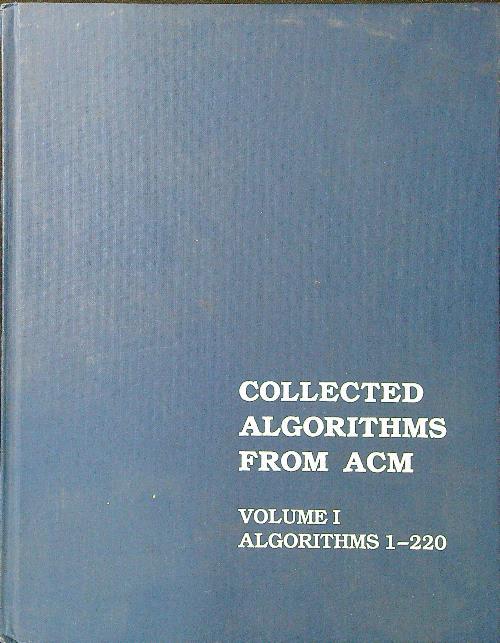 COLLECTED
ALGORITHMS
FROM ACM
VOLUME I
ALGORITHMS 1–220